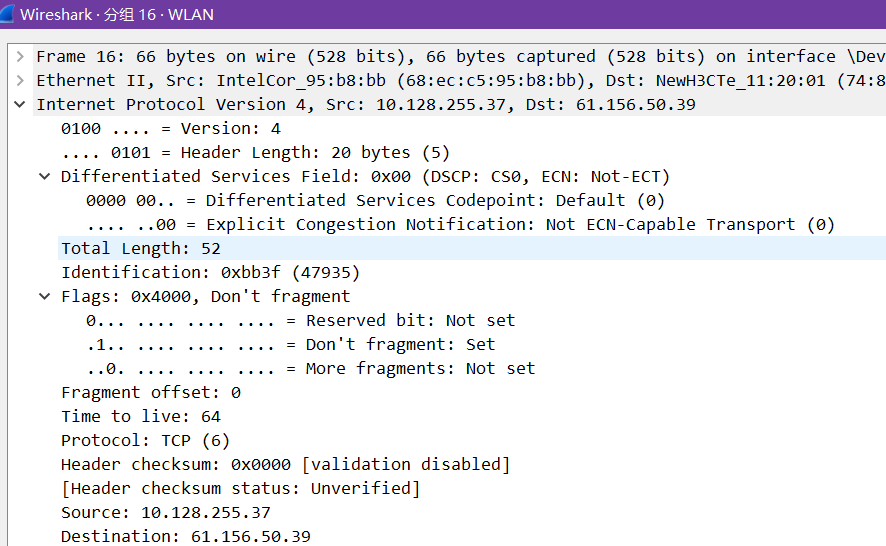 Wireshark · 分组 16 · WLAN
Frame 16: 66 bytes on wire (528 bits), 66 bytes captured (528 bits) on interface \Dev
Ethernet II, Src: IntelCor_95:b8:bb (68:ec:c5:95:b8:bb), Dst: NewH3CTe_11:20:01 (74:8
Internet Protocol Version 4, Src: 10.128.255.37, Dst: 61.156.50.39
0100 .... = Version: 4
.... 0101 = Header Length: 20 bytes (5)
Differentiated Services Field: 0x00 (DSCP: CS0, ECN: Not-ECT)
0000 00.. = Differentiated Services Codepoint: Default (0)
.... ..00 = Explicit Congestion Notification: Not ECN-Capable Transport (0)
Total Length: 52
Identification: 0xbb3f (47935)
Flags: 0x4000, Don't fragment
0... .... .... .... = Reserved bit: Not set
.1.. .... .... .... = Don't fragment: Set
..0. .... .... .... = More fragments: Not set
Fragment offset: 0
Time to live: 64
Protocol: TCP (6)
Header checksum: 0x0000 [validation disabled]
[Header checksum status: Unverified]
Source: 10.128.255.37
Destination: 61.156.50.39